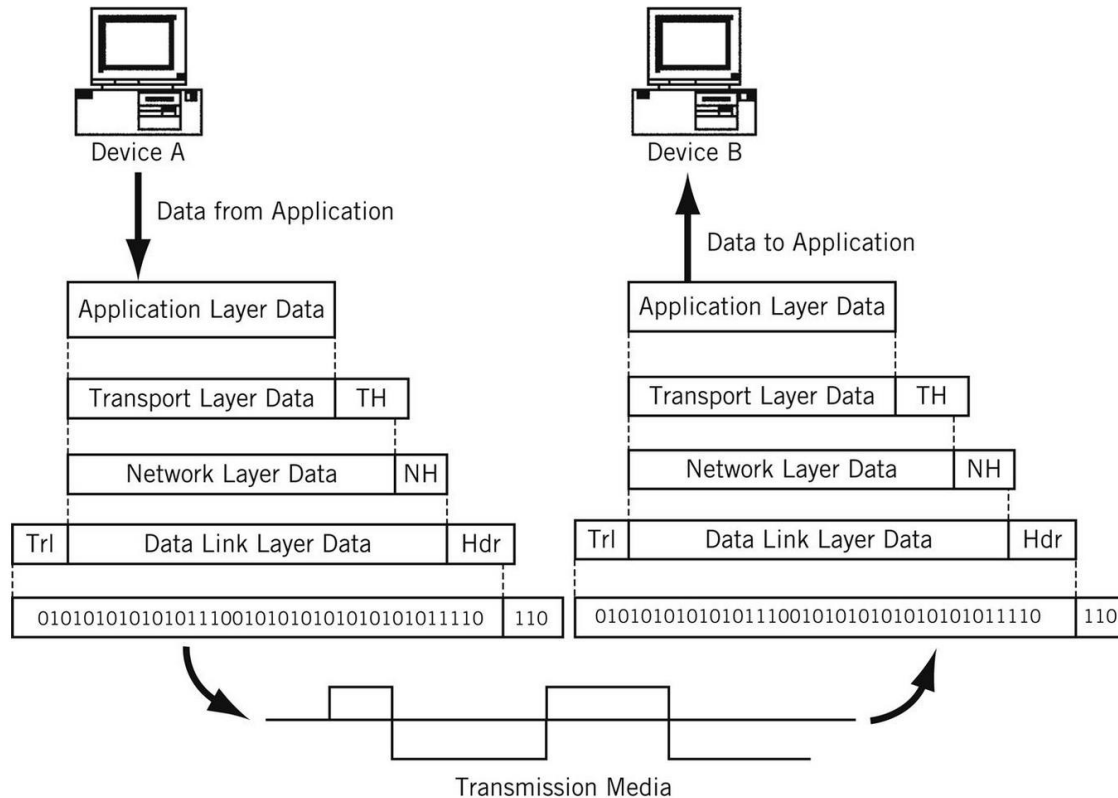 Device A
Data from Application
Application Layer Data
Transport Layer Data TH
Network Layer Data NH
Trl Data Link Layer Data Hdr
0101010101010111001010101010101010111110 110
Device B
Data to Application
Application Layer Data
Transport Layer Data TH
Network Layer Data NH
Trl Data Link Layer Data Hdr
0101010101010111001010101010101010111110 110
Transmission Media